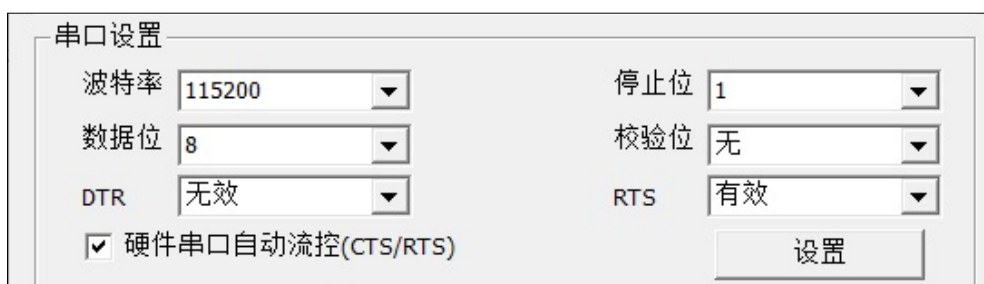 串口设置
波特率 115200 停止位 1
数据位 8 校验位 无
DTR 无效 RTS 有效
硬件串口自动流控(CTS/RTS) 设置